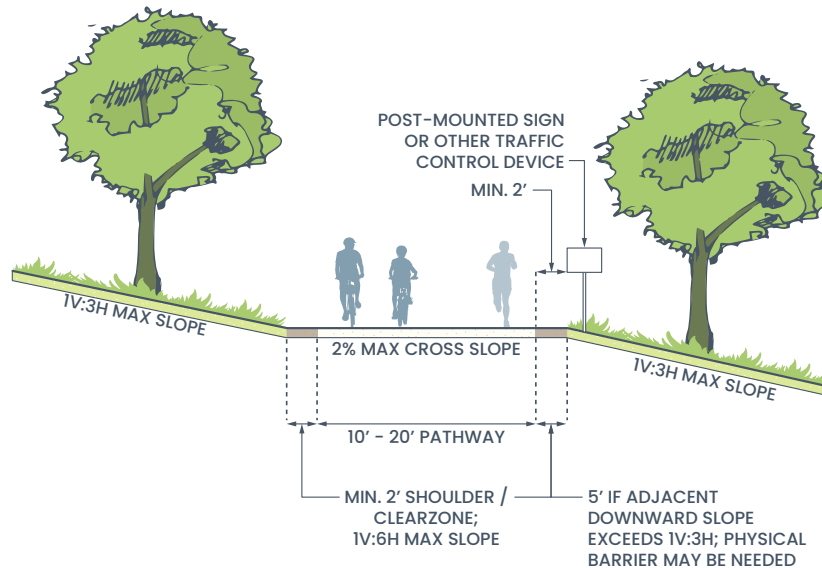 POST-MOUNTED SIGN
OR OTHER TRAFFIC
CONTROL DEVICE
MIN. 2’
1V:3H MAX SLOPE
2% MAX CROSS SLOPE
1V:3H MAX SLOPE
10’ - 20’ PATHWAY
MIN. 2’ SHOULDER /
CLEARZONE;
1V:6H MAX SLOPE
5’ IF ADJACENT
DOWNWARD SLOPE
EXCEEDS 1V:3H; PHYSICAL
BARRIER MAY BE NEEDED